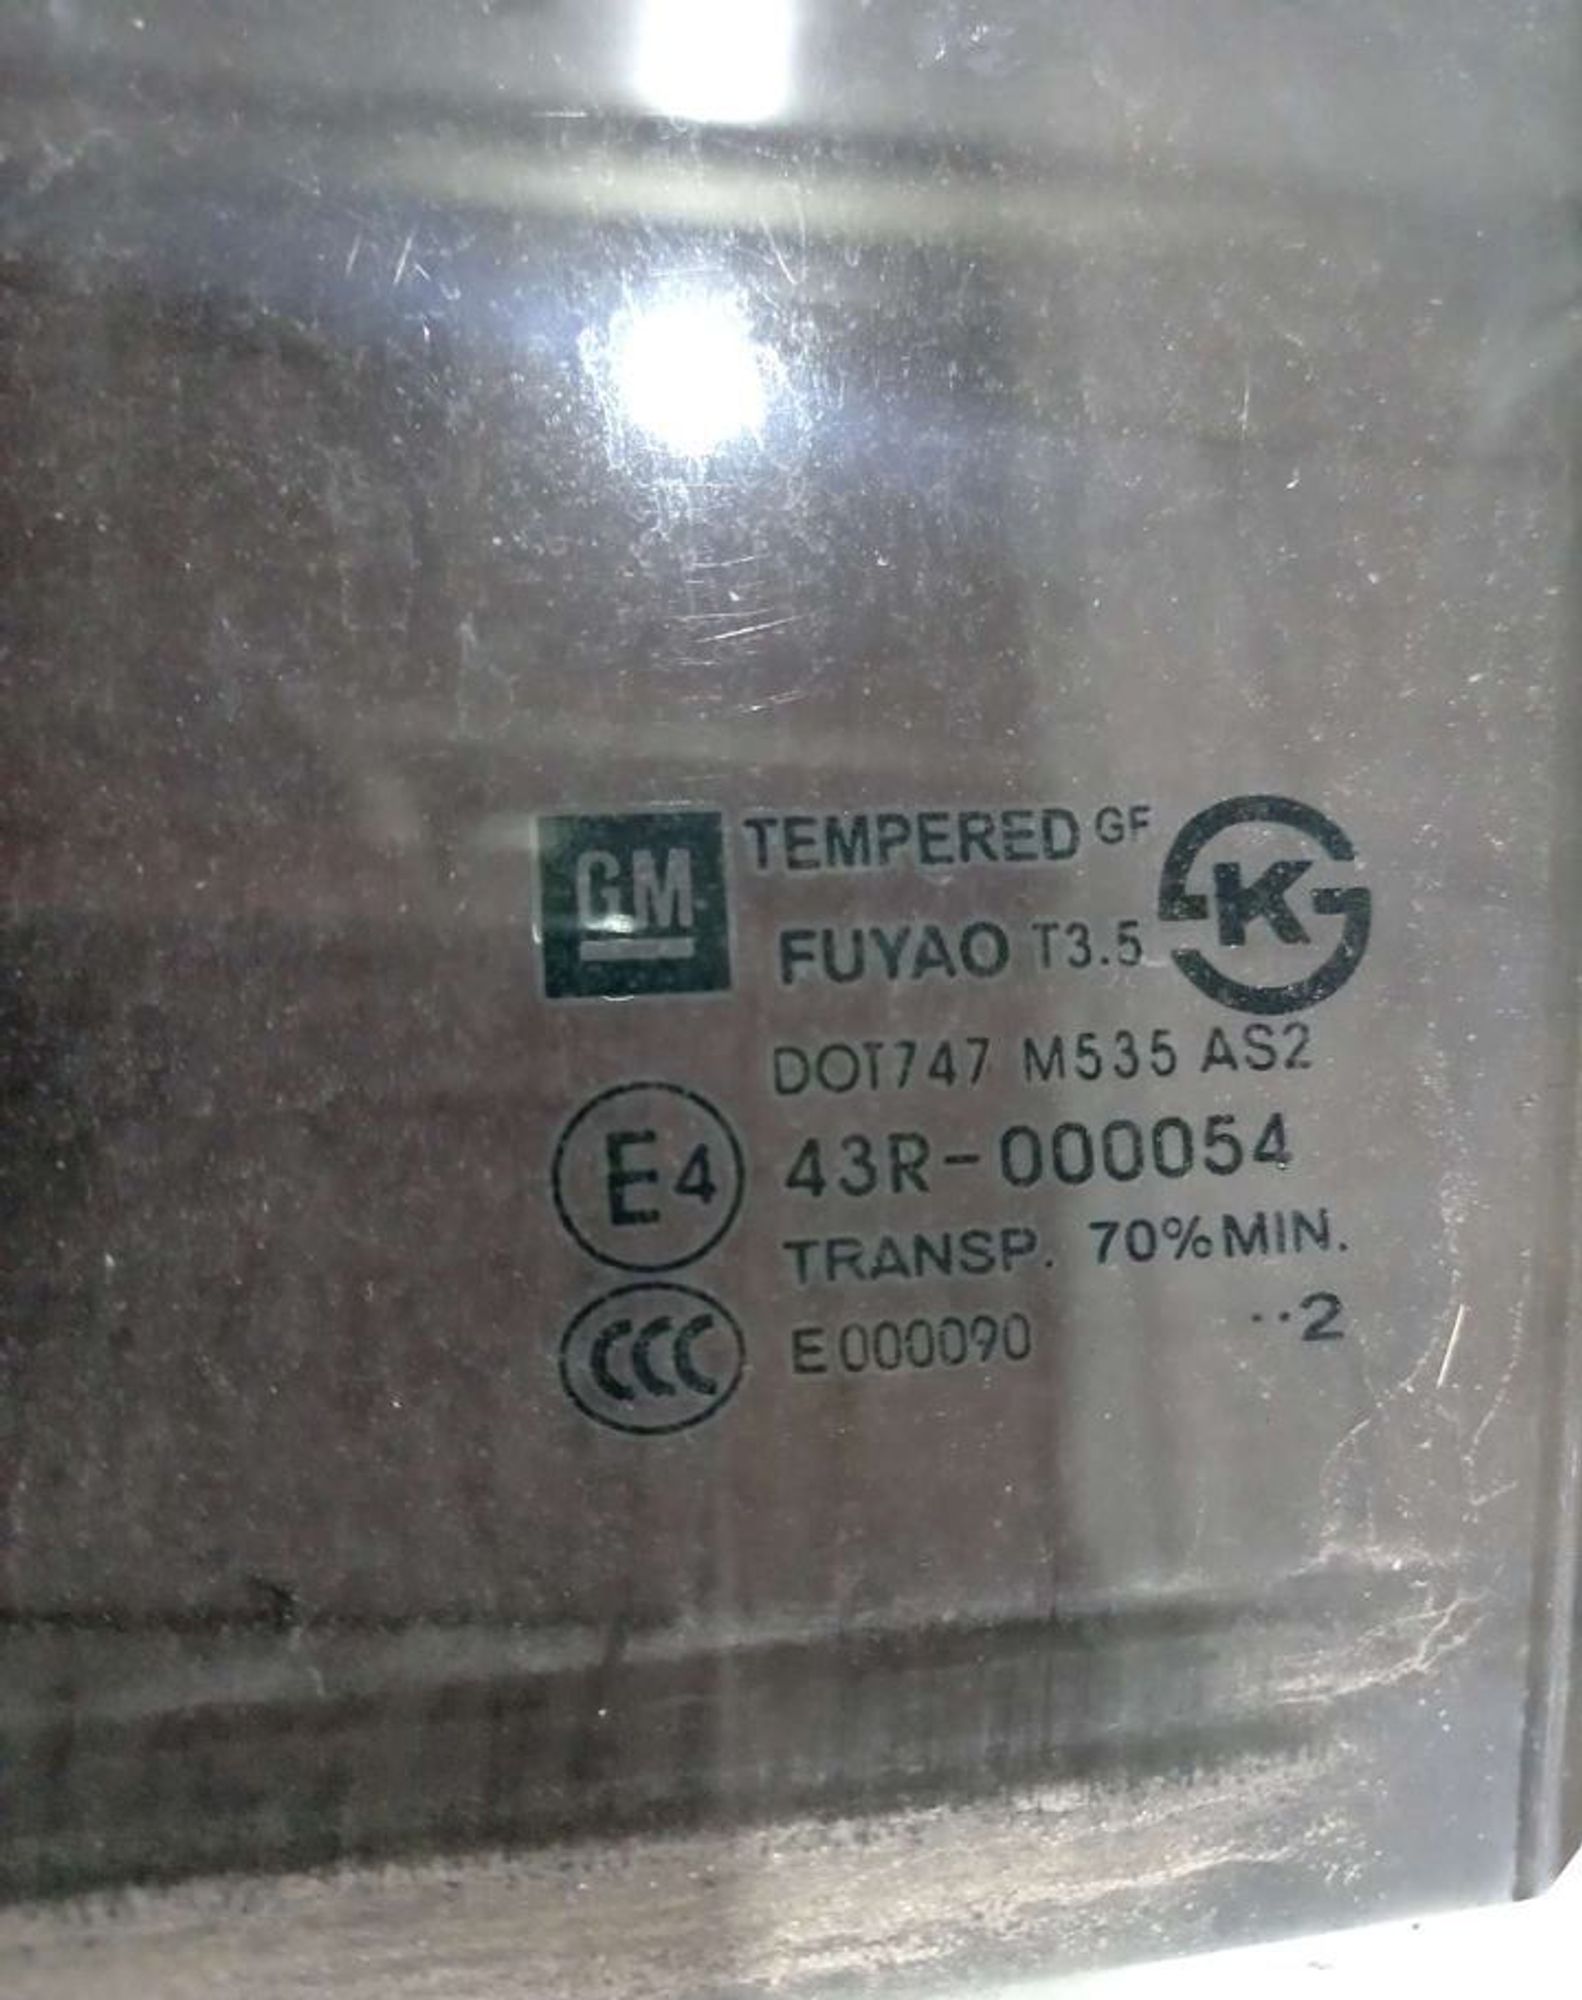 GM TEMPERED GF
FUYAO T3.5
K
DOT747 M535 AS2
E4 43R-000054
TRANSP. 70%MIN.
CCC E000090 ··2